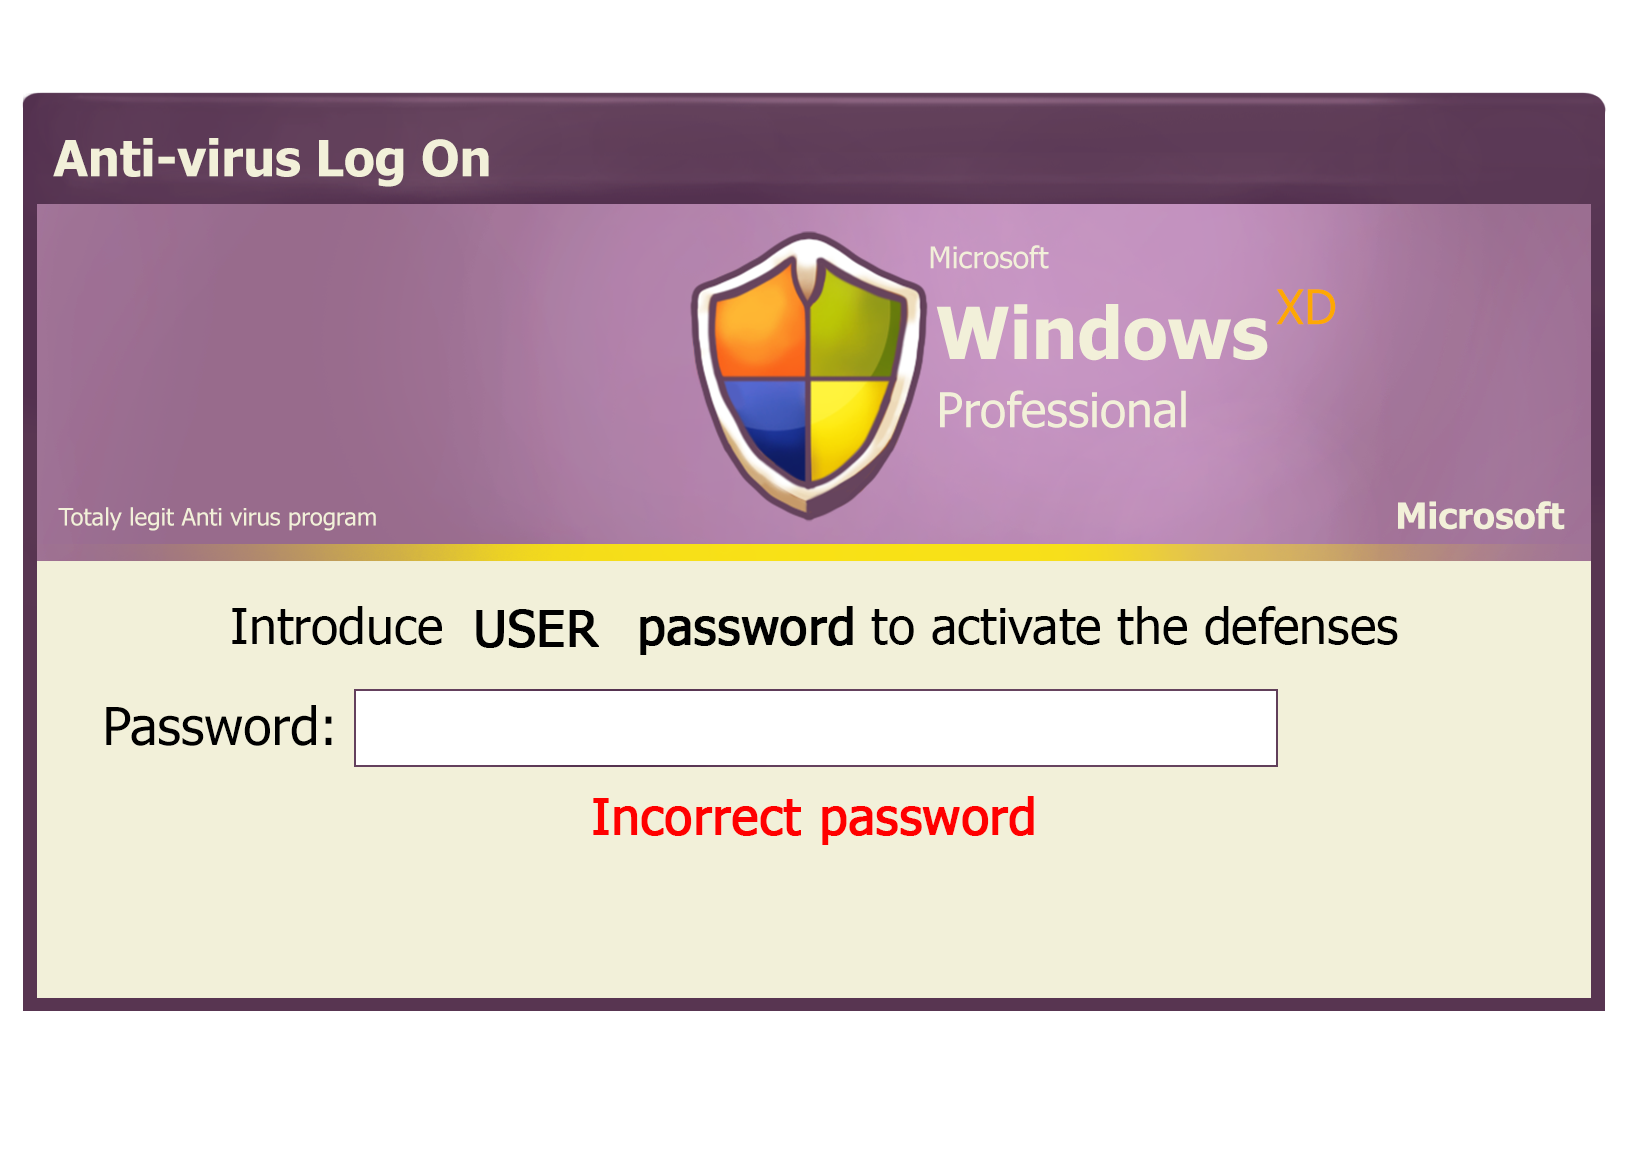 Anti-virus Log On
Microsoft
Windows XD
Professional
Totaly legit Anti virus program
Microsoft
Introduce USER password to activate the defenses
Password:
Incorrect password